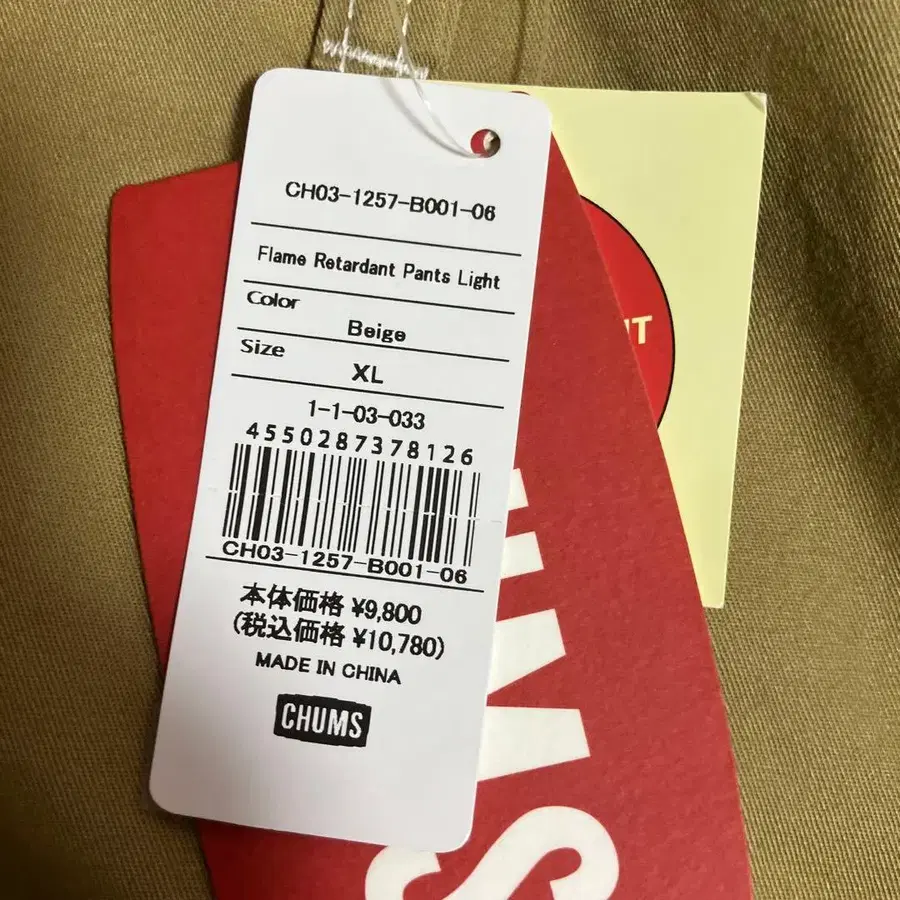 CH03-1257-B001-06
Flame Retardant Pants Light
Color
Beige
Size
XL
1-1-03-033
4550287378126
CH03-1257-B001-06
本体価格 ¥9,800
(税込価格 ¥10,780)
MADE IN CHINA
CHUMS